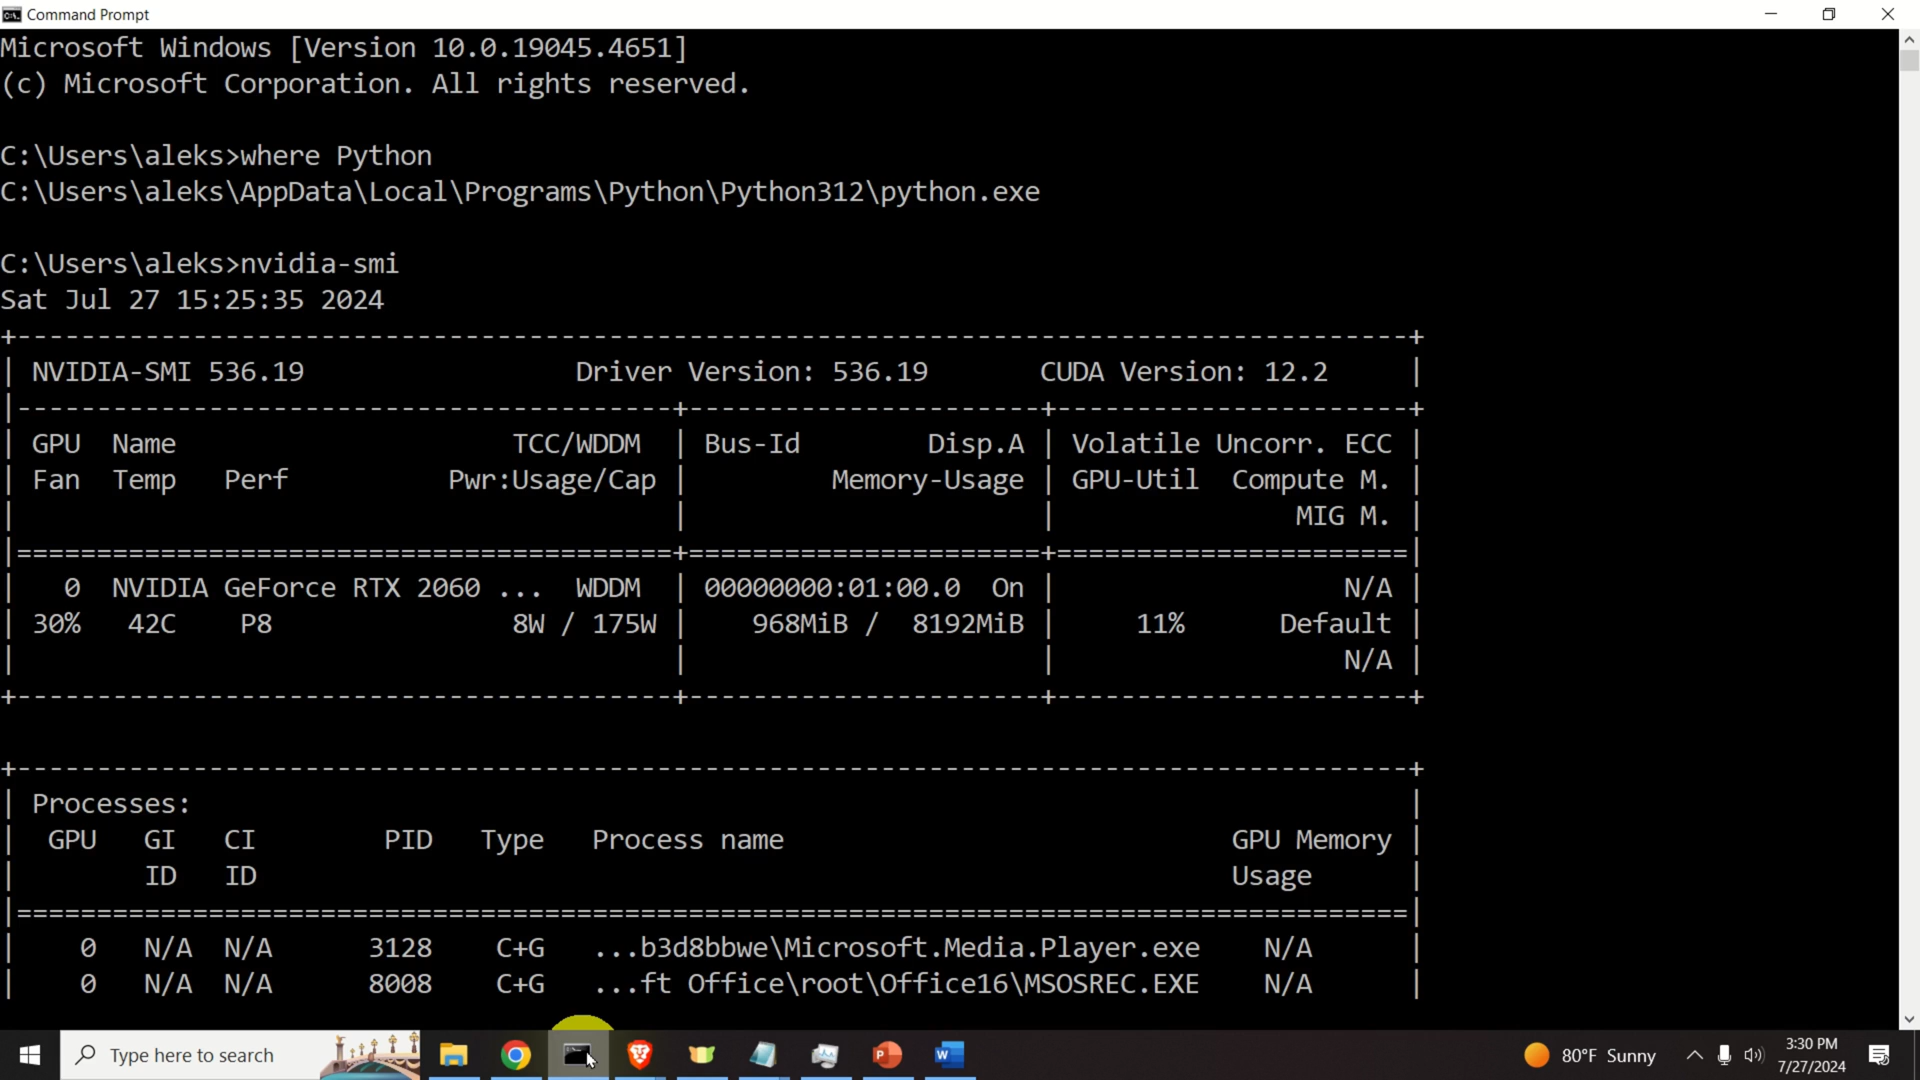 Command Prompt
Microsoft Windows [Version 10.0.19045.4651]
(c) Microsoft Corporation. All rights reserved.
C:\Users\aleks>where Python
C:\Users\aleks\AppData\Local\Programs\Python\Python312\python.exe
C:\Users\aleks>nvidia-smi
Sat Jul 27 15:25:35 2024
+---------------------------------------------------------------------------------------+
| NVIDIA-SMI 536.19                 Driver Version: 536.19       CUDA Version: 12.2     |
|-----------------------------------------+----------------------+----------------------+
| GPU  Name                     TCC/WDDM  | Bus-Id        Disp.A | Volatile Uncorr. ECC |
| Fan  Temp   Perf          Pwr:Usage/Cap |         Memory-Usage | GPU-Util  Compute M. |
|                                         |                      |               MIG M. |
|=========================================+======================+======================|
|   0  NVIDIA GeForce RTX 2060 ...  WDDM  | 00000000:01:00.0  On |                  N/A |
| 30%   42C    P8               8W / 175W |    968MiB /  8192MiB |     11%      Default |
|                                         |                      |                  N/A |
+-----------------------------------------+----------------------+----------------------+
+---------------------------------------------------------------------------------------+
| Processes:                                                                            |
|  GPU   GI   CI        PID   Type   Process name                            GPU Memory |
|        ID   ID                                                             Usage      |
|=======================================================================================|
|    0   N/A  N/A      3128    C+G   ...b3d8bbwe\Microsoft.Media.Player.exe    N/A      |
|    0   N/A  N/A      8008    C+G   ...ft Office\root\Office16\MSOSREC.EXE    N/A      |
Type here to search
80°F Sunny
3:30 PM
7/27/2024